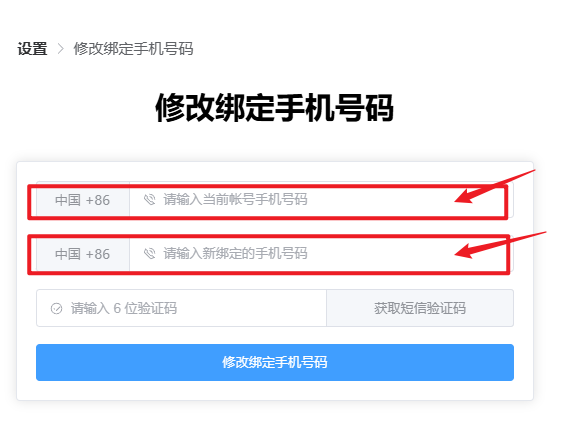 设置 > 修改绑定手机号码
修改绑定手机号码
中国 +86 请输入当前帐号手机号码
中国 +86 请输入新绑定的手机号码
请输入 6 位验证码 获取短信验证码
修改绑定手机号码